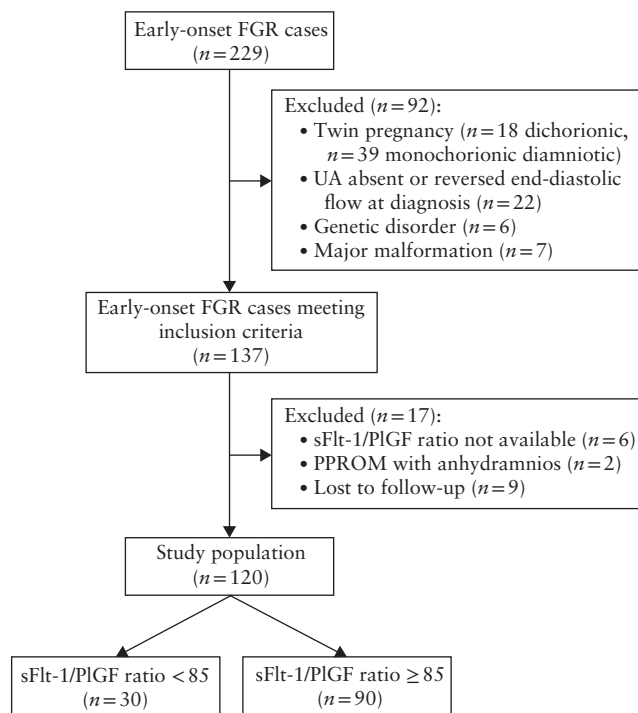 Early-onset FGR cases
(n=229)
Excluded (n=92):
• Twin pregnancy (n=18 dichorionic,
n=39 monochorionic diamniotic)
• UA absent or reversed end-diastolic
flow at diagnosis (n=22)
• Genetic disorder (n=6)
• Major malformation (n=7)
Early-onset FGR cases meeting
inclusion criteria
(n=137)
Excluded (n=17):
• sFlt-1/PlGF ratio not available (n=6)
• PPROM with anhydramnios (n=2)
• Lost to follow-up (n=9)
Study population
(n=120)
sFlt-1/PlGF ratio <85
(n=30)
sFlt-1/PlGF ratio ≥85
(n=90)